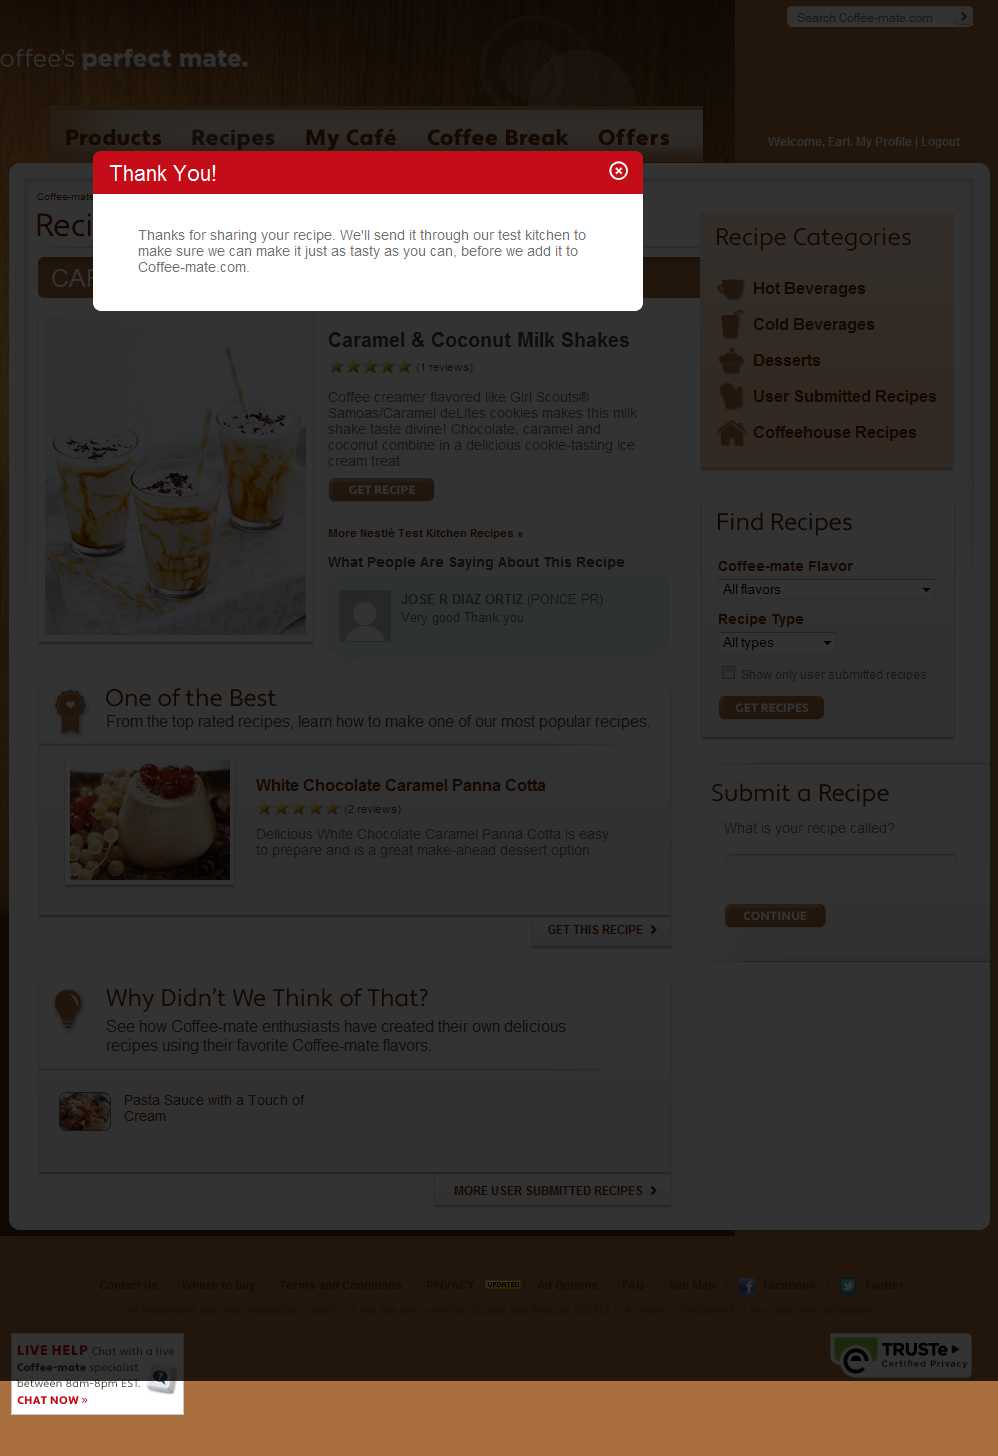 Search Coffee-mate.com
offee's perfect mate.
Products Recipes My Café Coffee Break Offers
Welcome, Earl. My Profile | Logout
Thank You!
Thanks for sharing your recipe. We'll send it through our test kitchen to
make sure we can make it just as tasty as you can, before we add it to
Coffee-mate.com.
Coffee-mate
Reci
CAR
Caramel & Coconut Milk Shakes
(1 reviews)
Coffee creamer flavored like Girl Scouts®
Samoas/Caramel deLites cookies makes this milk
shake taste divine! Chocolate, caramel and
coconut combine in a delicious cookie-tasting ice
cream treat.
GET RECIPE
More Nestlé Test Kitchen Recipes »
What People Are Saying About This Recipe
JOSE R DIAZ ORTIZ (PONCE PR)
Very good Thank you
One of the Best
From the top rated recipes, learn how to make one of our most popular recipes.
White Chocolate Caramel Panna Cotta
(2 reviews)
Delicious White Chocolate Caramel Panna Cotta is easy
to prepare and is a great make-ahead dessert option.
GET THIS RECIPE
Why Didn't We Think of That?
See how Coffee-mate enthusiasts have created their own delicious
recipes using their favorite Coffee-mate flavors.
Pasta Sauce with a Touch of
Cream
MORE USER SUBMITTED RECIPES
Recipe Categories
Hot Beverages
Cold Beverages
Desserts
User Submitted Recipes
Coffeehouse Recipes
Find Recipes
Coffee-mate Flavor
All flavors
Recipe Type
All types
Show only user submitted recipes
GET RECIPES
Submit a Recipe
What is your recipe called?
CONTINUE
Contact Us | Where to Buy | Terms and Conditions | PRIVACY UPDATED Ad Options | FAQ | Site Map | Facebook | Twitter
LIVE HELP Chat with a live
Coffee-mate specialist
between 8am-8pm EST.
CHAT NOW »
TRUSTe
Certified Privacy